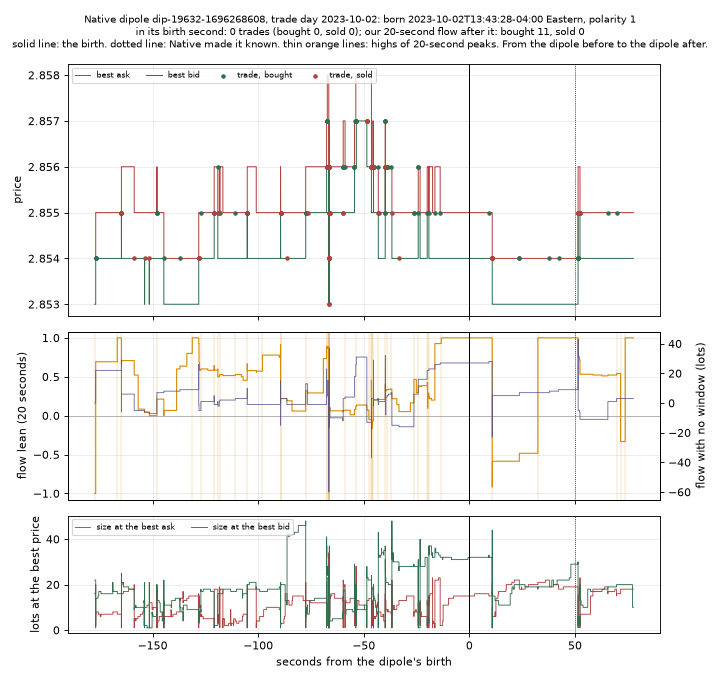 Native dipole dip-19632-1696268608, trade day 2023-10-02: born 2023-10-02T13:43:28-04:00 Eastern, polarity 1
in its birth second: 0 trades (bought 0, sold 0); our 20-second flow after it: bought 11, sold 0
solid line: the birth. dotted line: Native made it known. thin orange lines: highs of 20-second peaks. From the dipole before to the dipole after.
best ask
best bid
trade, bought
trade, sold
2.858
2.857
2.856
2.855
2.854
2.853
price
1.0
0.5
0.0
−0.5
−1.0
flow lean (20 seconds)
40
20
0
−20
−40
−60
flow with no window (lots)
size at the best ask
size at the best bid
40
20
0
lots at the best price
−150
−100
−50
0
50
seconds from the dipole's birth